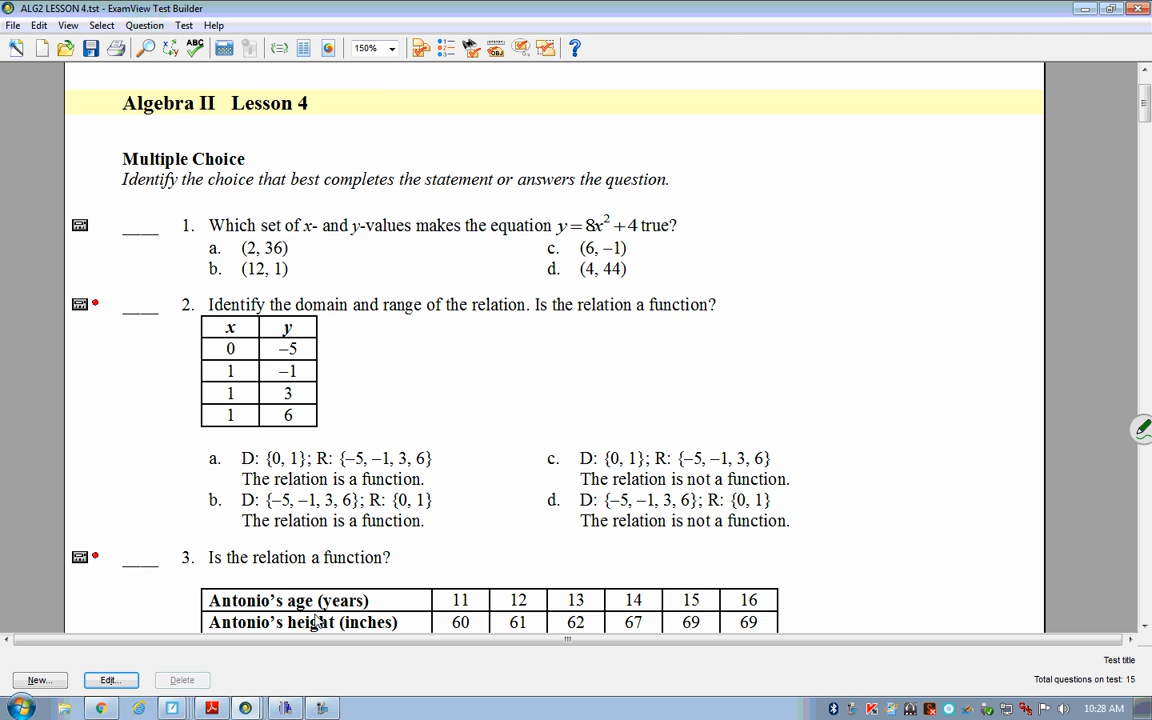 ALG2 LESSON 4.tst - ExamView Test Builder
File Edit View Select Question Test Help
ABC 150%
Algebra II Lesson 4
Multiple Choice
Identify the choice that best completes the statement or answers the question.
____ 1. Which set of x- and y-values makes the equation y = 8x² + 4 true?
a. (2, 36) c. (6, –1)
b. (12, 1) d. (4, 44)
____ 2. Identify the domain and range of the relation. Is the relation a function?
x y
0 –5
1 –1
1 3
1 6
a. D: {0, 1}; R: {–5, –1, 3, 6} c. D: {0, 1}; R: {–5, –1, 3, 6}
The relation is a function. The relation is not a function.
b. D: {–5, –1, 3, 6}; R: {0, 1} d. D: {–5, –1, 3, 6}; R: {0, 1}
The relation is a function. The relation is not a function.
____ 3. Is the relation a function?
Antonio's age (years) 11 12 13 14 15 16
Antonio's height (inches) 60 61 62 67 69 69
Test title
New... Edit... Delete Total questions on test: 15
10:28 AM